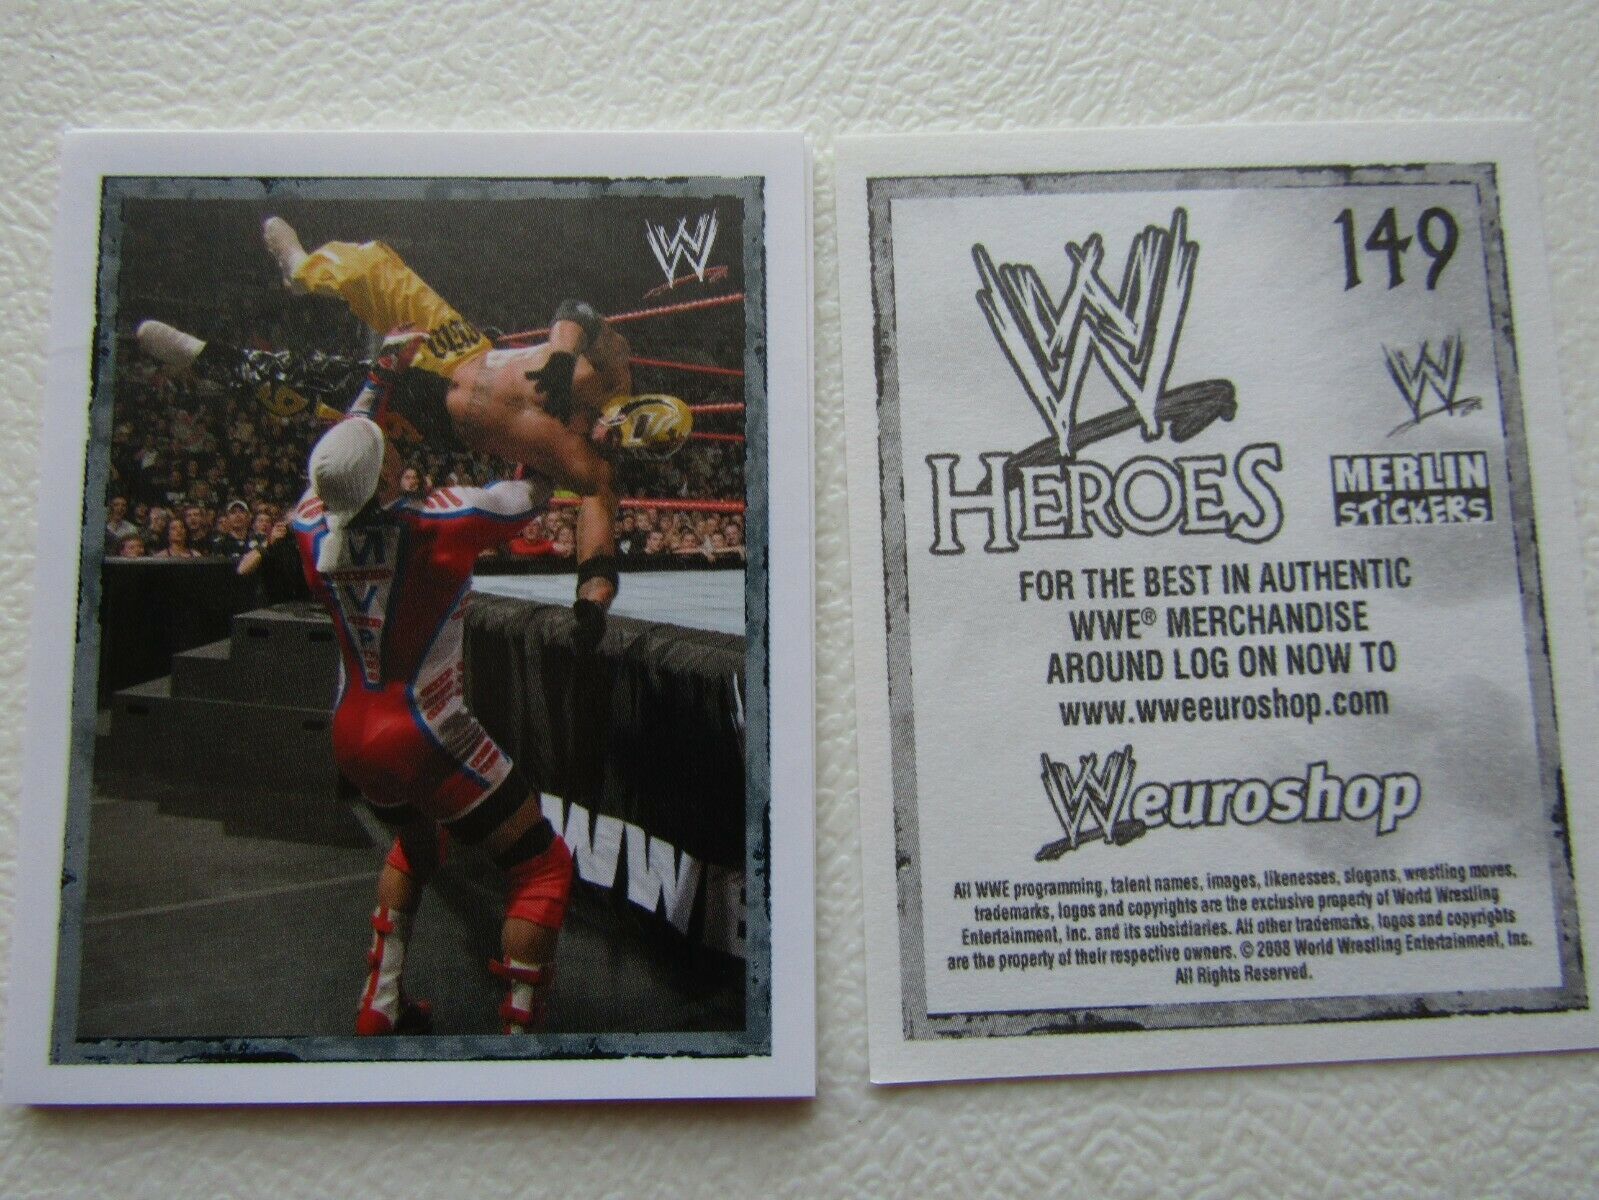 W
M
V
P
WWE
149
W
HEROES
W
MERLIN
STICKERS
FOR THE BEST IN AUTHENTIC
WWE® MERCHANDISE
AROUND LOG ON NOW TO
www.wweeuroshop.com
W euroshop
All WWE programming, talent names, images, likenesses, slogans, wrestling moves,
trademarks, logos and copyrights are the exclusive property of World Wrestling
Entertainment, Inc. and its subsidiaries. All other trademarks, logos and copyrights
are the property of their respective owners. © 2008 World Wrestling Entertainment, Inc.
All Rights Reserved.